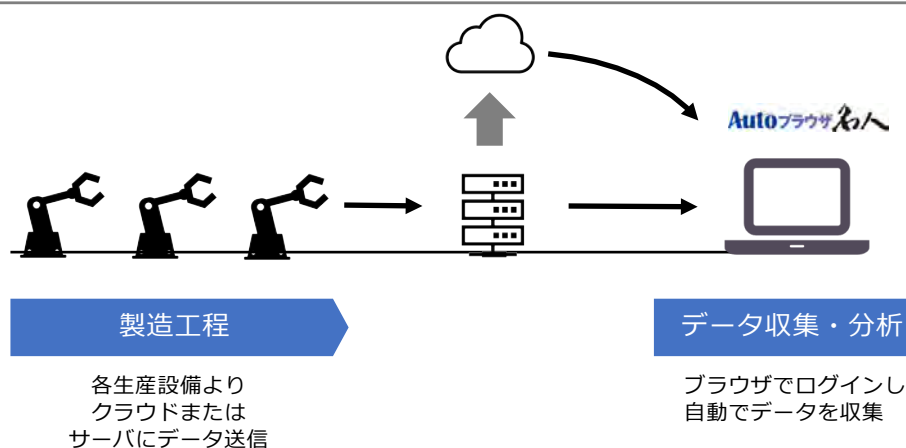 Autoブラウザ名人
製造工程
データ収集・分析
各生産設備より
クラウドまたは
サーバにデータ送信
ブラウザでログインし
自動でデータを収集